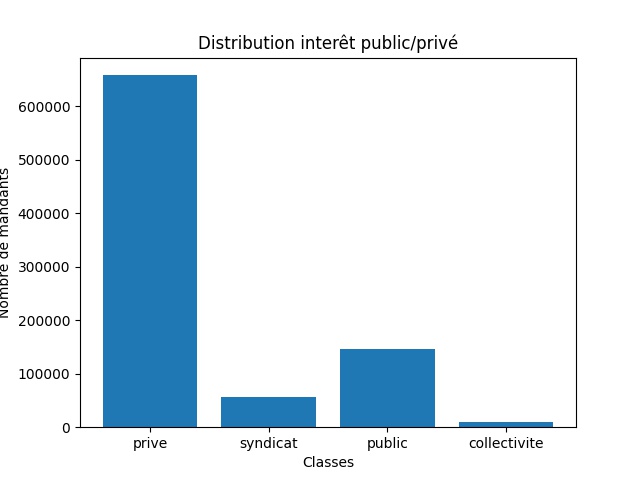 Distribution interêt public/privé
Nombre de mandants
600000
500000
400000
300000
200000
100000
0
prive syndicat public collectivite
Classes